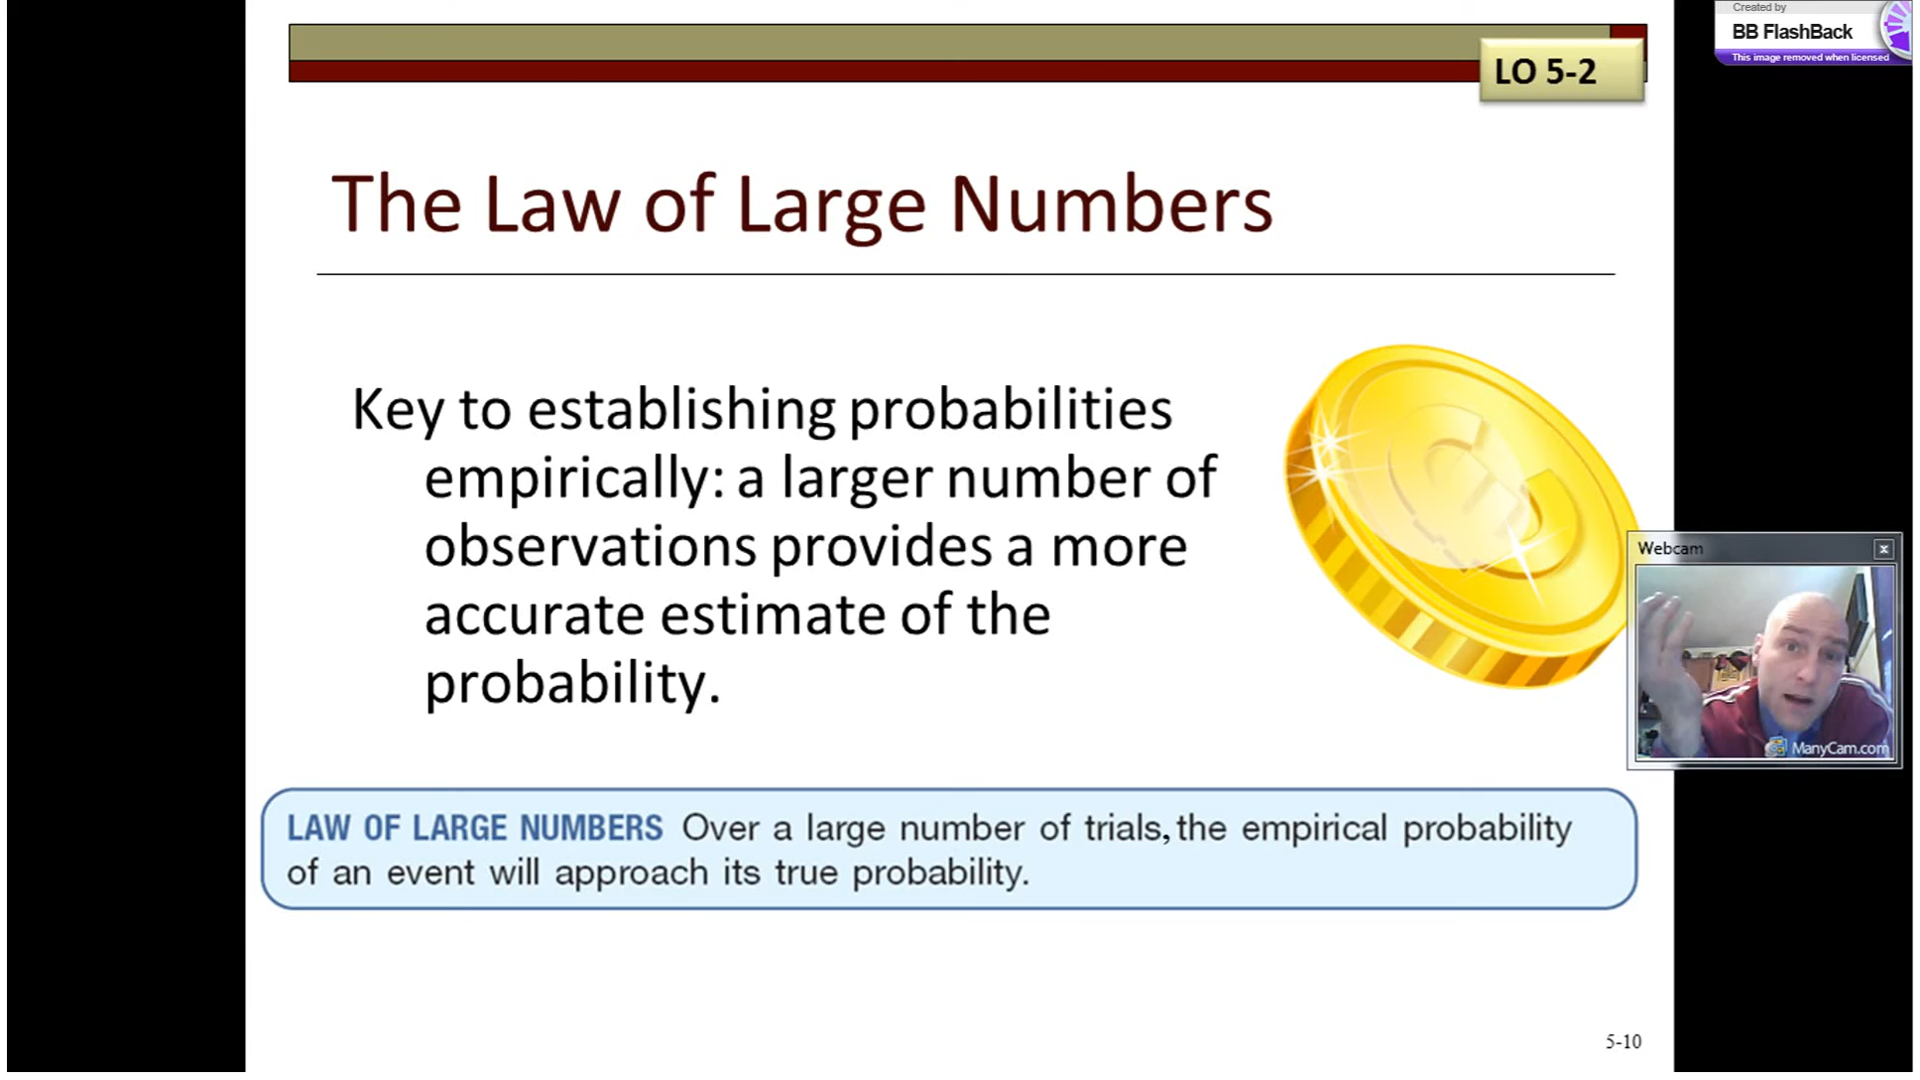 Created by
BB FlashBack
This image removed when licensed
LO 5-2
The Law of Large Numbers
Key to establishing probabilities
empirically: a larger number of
observations provides a more
accurate estimate of the
probability.
Webcam
ManyCam.com
LAW OF LARGE NUMBERS Over a large number of trials, the empirical probability
of an event will approach its true probability.
5-10